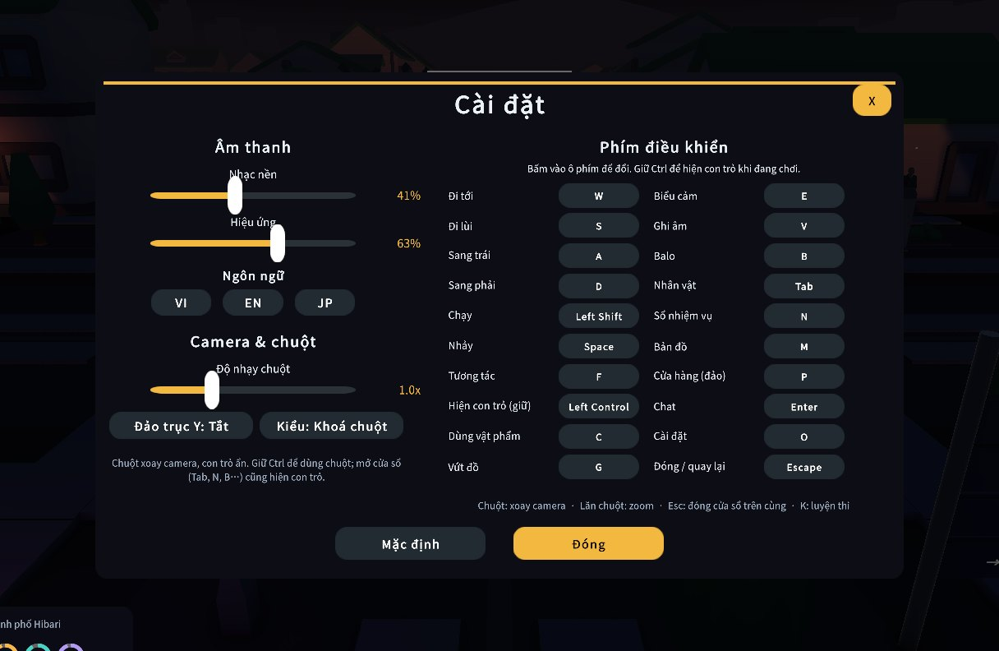 Cài đặt
X
Âm thanh
Nhạc nền
41%
Hiệu ứng
63%
Ngôn ngữ
VI EN JP
Camera & chuột
Độ nhạy chuột
1.0x
Đảo trục Y: Tắt Kiểu: Khoá chuột
Chuột xoay camera, con trỏ ẩn. Giữ Ctrl để dùng chuột; mở cửa sổ
(Tab, N, B…) cũng hiện con trỏ.
Phím điều khiển
Bấm vào ô phím để đổi. Giữ Ctrl để hiện con trỏ khi đang chơi.
Đi tới W Biểu cảm E
Đi lùi S Ghi âm V
Sang trái A Balo B
Sang phải D Nhân vật Tab
Chạy Left Shift Sổ nhiệm vụ N
Nhảy Space Bản đồ M
Tương tác F Cửa hàng (đảo) P
Hiện con trỏ (giữ) Left Control Chat Enter
Dùng vật phẩm C Cài đặt O
Vứt đồ G Đóng / quay lại Escape
Chuột: xoay camera · Lăn chuột: zoom · Esc: đóng cửa sổ trên cùng · K: luyện thi
Mặc định Đóng
nh phố Hibari